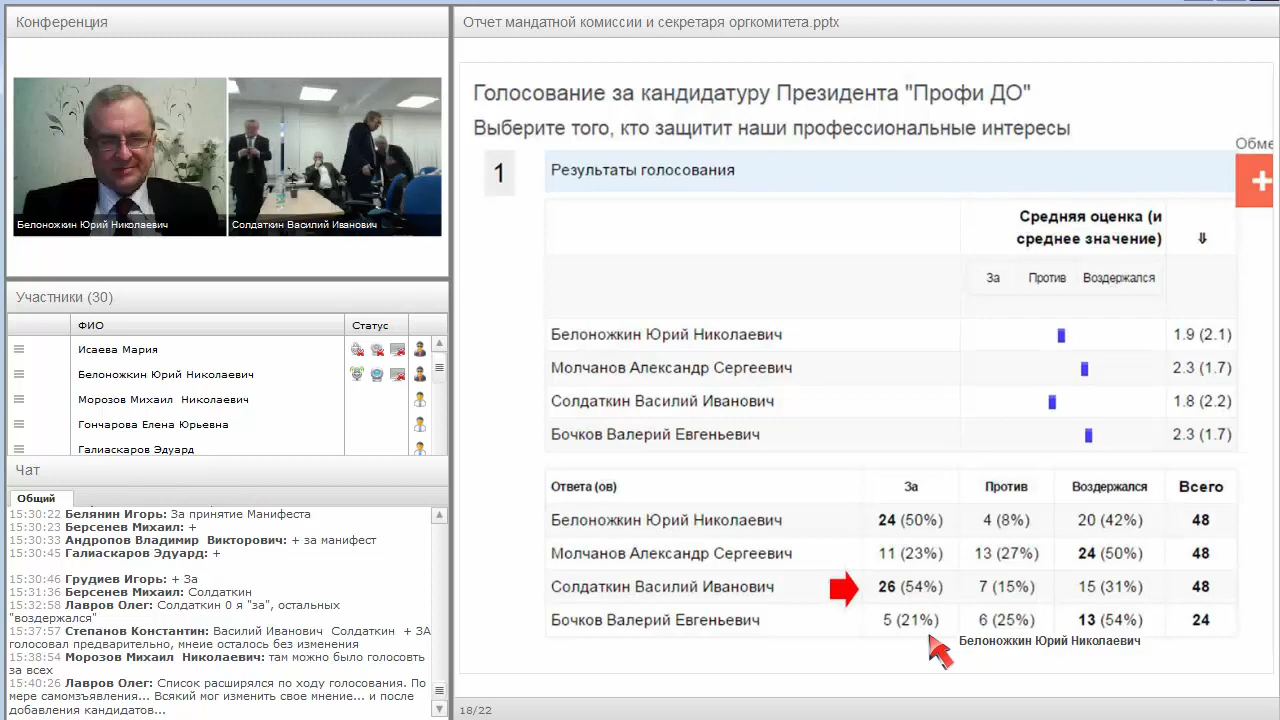 Конференция
Белоножкин Юрий Николаевич
Солдаткин Василий Иванович
Участники (30)
ФИО
Статус
Исаева Мария
Белоножкин Юрий Николаевич
Морозов Михаил  Николаевич
Гончарова Елена Юрьевна
Галиаскаров Эдуард
Чат
Общий
15:30:22 Белянин Игорь: За принятие Манифеста
15:30:23 Берсенев Михаил: +
15:30:33 Андропов Владимир  Викторович: + за манифест
15:30:45 Галиаскаров Эдуард: +
15:30:46 Грудиев Игорь: + За
15:31:36 Берсенев Михаил: Солдаткин
15:32:58 Лавров Олег: Солдаткин 0 я "за", остальных
"воздержался"
15:37:57 Степанов Константин: Василий Иванович  Солдаткин  + ЗА
голосовал предварительно, мнеие осталось без изменения
15:38:54 Морозов Михаил  Николаевич: там можно было голосовть
за всех
15:40:26 Лавров Олег: Список расширялся по ходу голосования. По
мере самомзъявления... Всякий мог изменить свое мнение... и после
добавления кандидатов...
Отчет мандатной комиссии и секретаря оргкомитета.pptx
Голосование за кандидатуру Президента "Профи ДО"
Выберите того, кто защитит наши профессиональные интересы
Обме
1
Результаты голосования
Средняя оценка (и
среднее значение)
⇓
За Против Воздержался
Белоножкин Юрий Николаевич 1.9 (2.1)
Молчанов Александр Сергеевич 2.3 (1.7)
Солдаткин Василий Иванович 1.8 (2.2)
Бочков Валерий Евгеньевич 2.3 (1.7)
Ответа (ов) За Против Воздержался Всего
Белоножкин Юрий Николаевич 24 (50%) 4 (8%) 20 (42%) 48
Молчанов Александр Сергеевич 11 (23%) 13 (27%) 24 (50%) 48
Солдаткин Василий Иванович 26 (54%) 7 (15%) 15 (31%) 48
Бочков Валерий Евгеньевич 5 (21%) 6 (25%) 13 (54%) 24
Белоножкин Юрий Николаевич
18/22